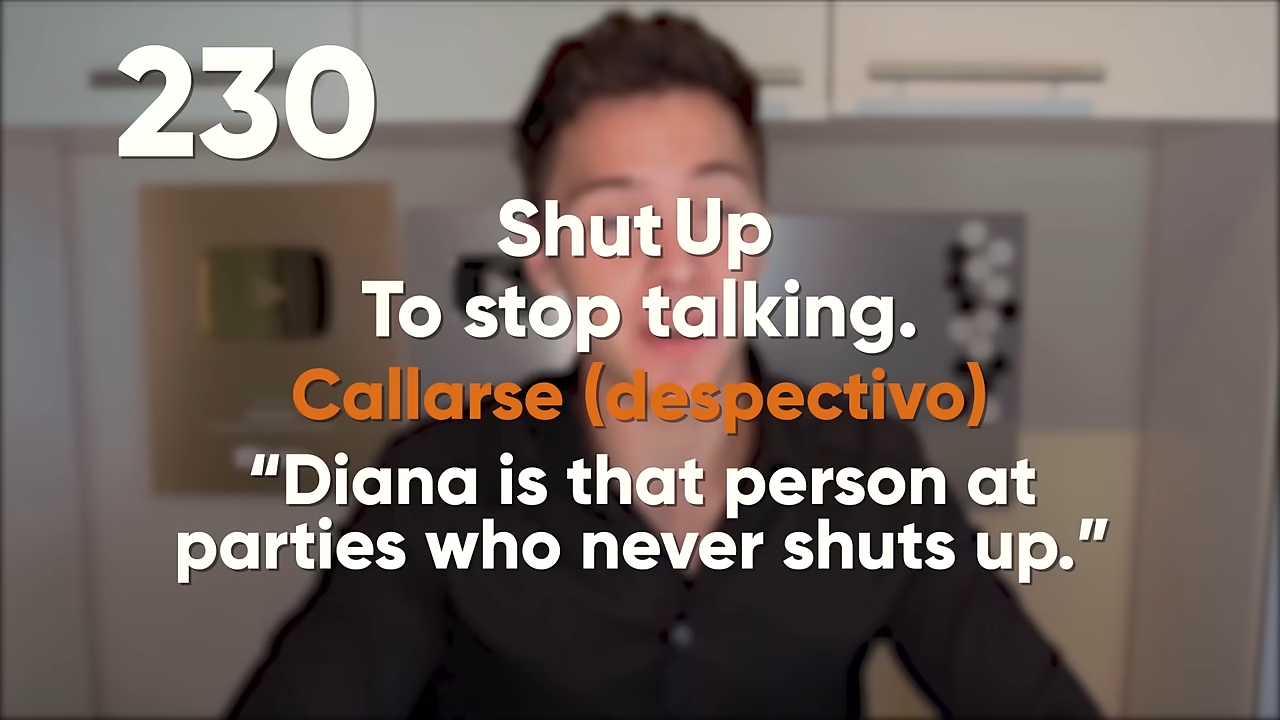 230
Shut Up
To stop talking.
Callarse (despectivo)
“Diana is that person at
parties who never shuts up.”